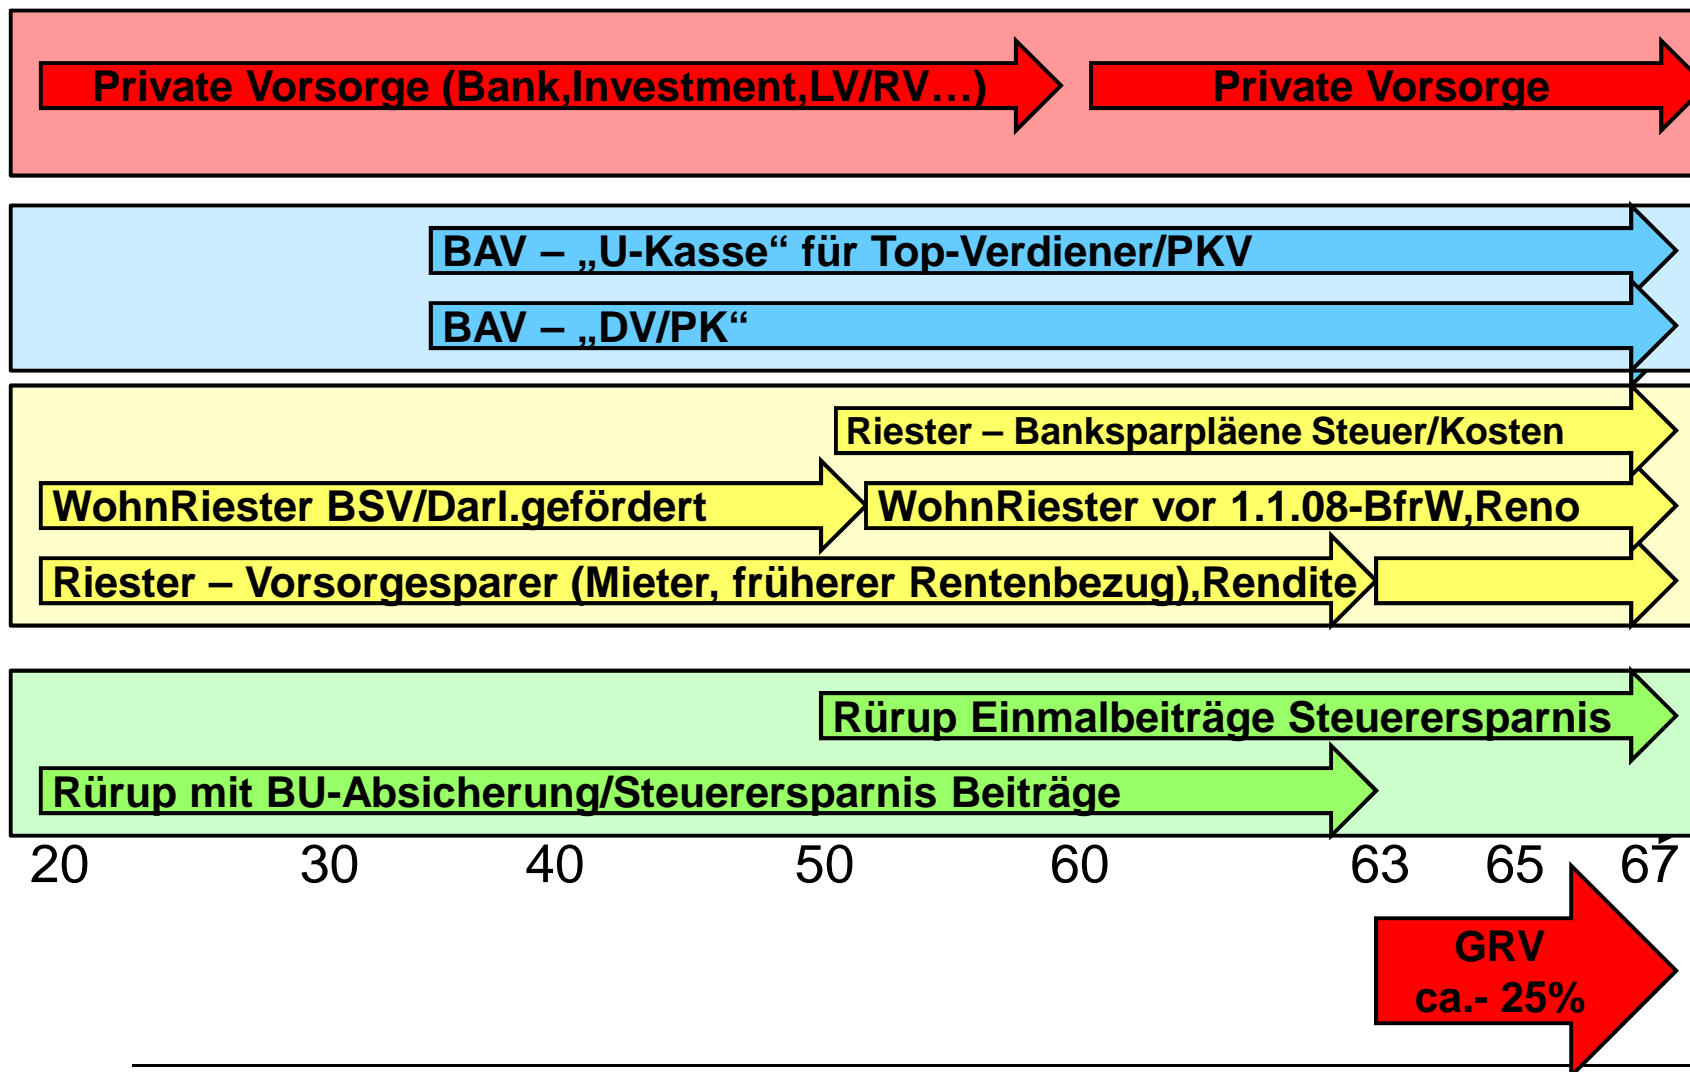 Private Vorsorge (Bank,Investment,LV/RV…)
Private Vorsorge
BAV – „U-Kasse“ für Top-Verdiener/PKV
BAV – „DV/PK“
Riester – Banksparpläene Steuer/Kosten
WohnRiester BSV/Darl.gefördert
WohnRiester vor 1.1.08-BfrW,Reno
Riester – Vorsorgesparer (Mieter, früherer Rentenbezug),Rendite
Rürup Einmalbeiträge Steuerersparnis
Rürup mit BU-Absicherung/Steuerersparnis Beiträge
20 30 40 50 60 63 65 67
GRV
ca.- 25%